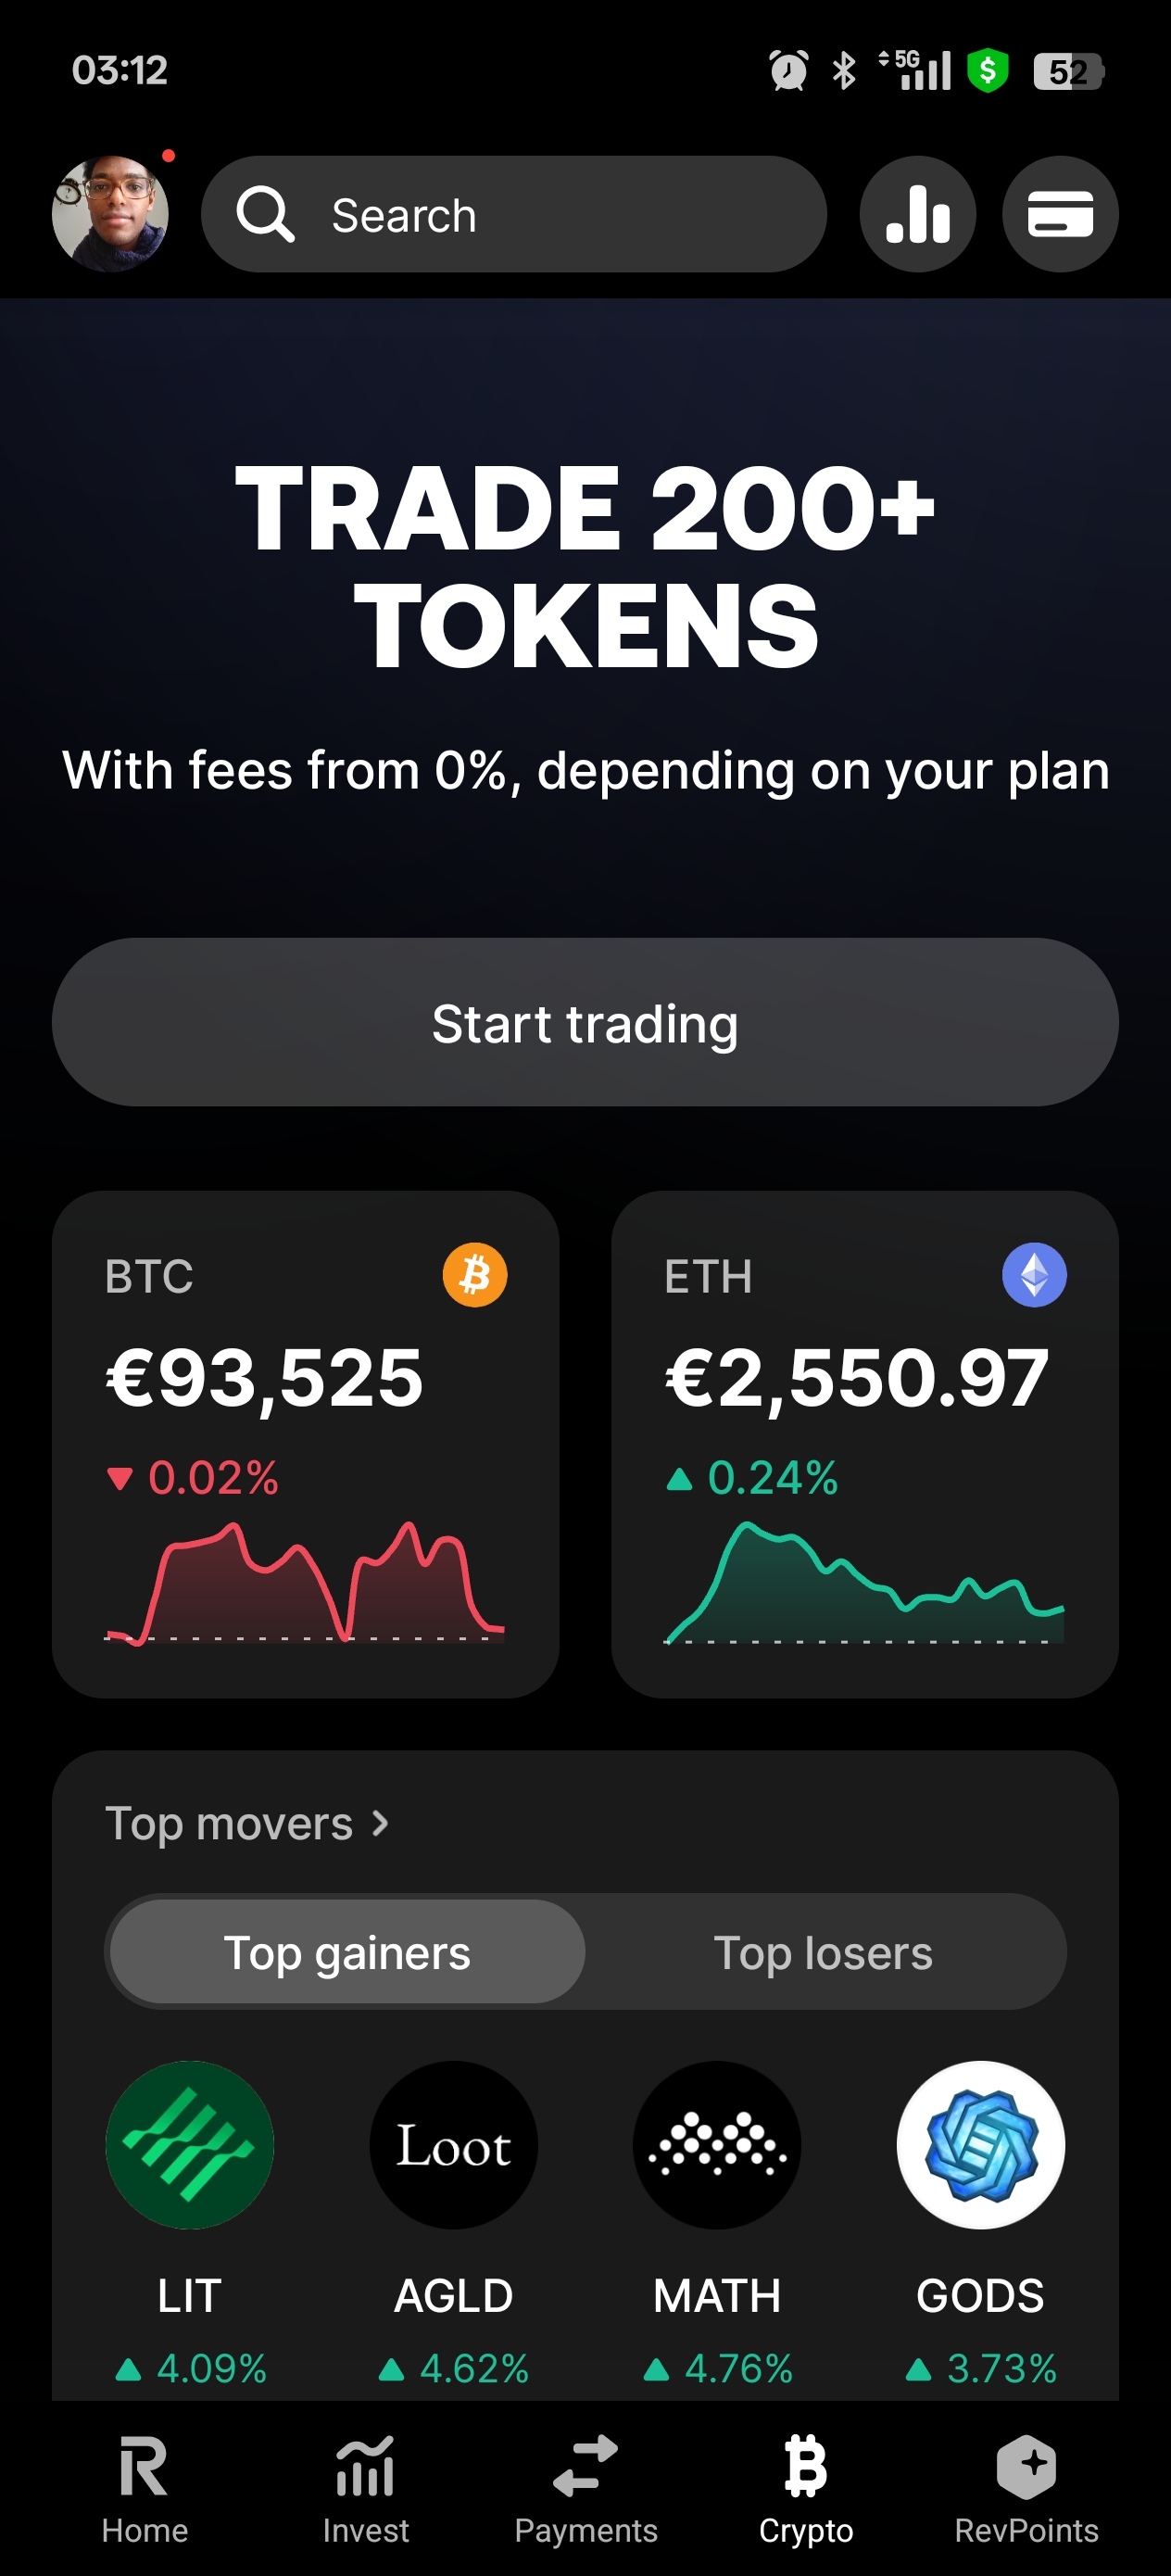 03:12
5G
52
Search
TRADE 200+
TOKENS
With fees from 0%, depending on your plan
Start trading
BTC
€93,525
0.02%
ETH
€2,550.97
0.24%
Top movers
Top gainers
Top losers
Loot
LIT
AGLD
MATH
GODS
4.09%
4.62%
4.76%
3.73%
Home
Invest
Payments
Crypto
RevPoints